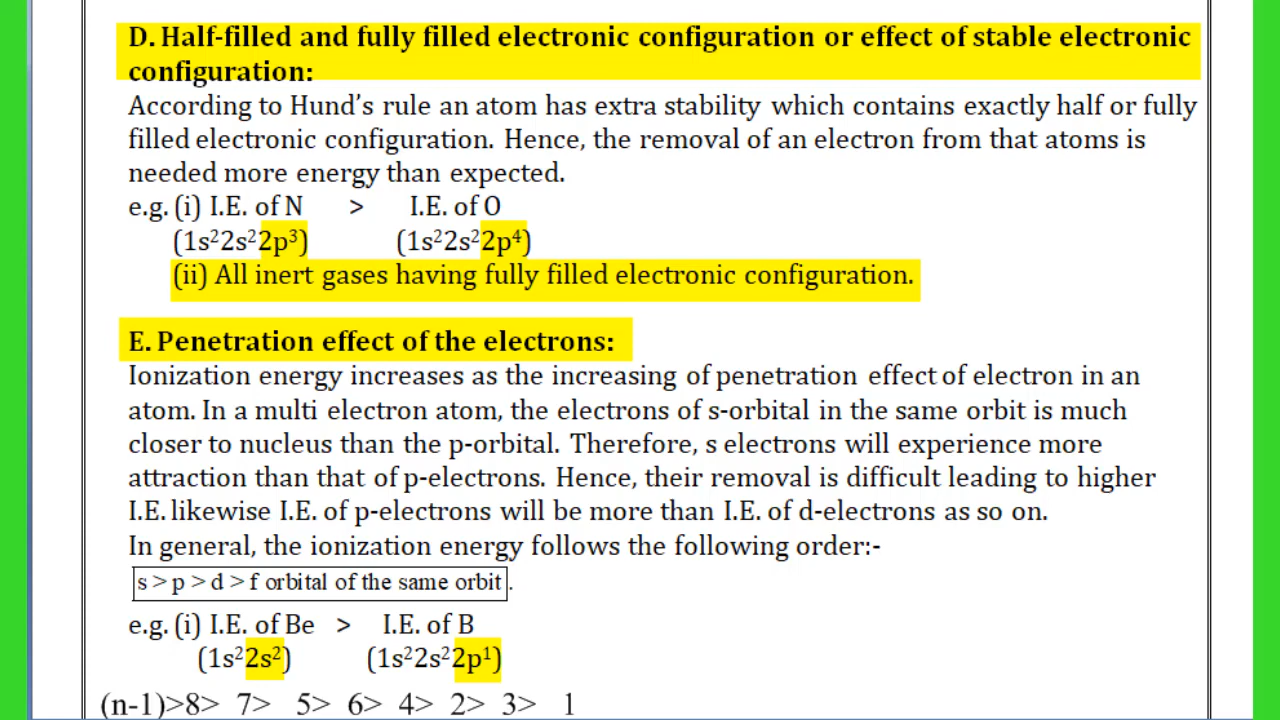 D. Half-filled and fully filled electronic configuration or effect of stable electronic
configuration:
According to Hund's rule an atom has extra stability which contains exactly half or fully
filled electronic configuration. Hence, the removal of an electron from that atoms is
needed more energy than expected.
e.g. (i) I.E. of N > I.E. of O
(1s²2s²2p³) (1s²2s²2p⁴)
(ii) All inert gases having fully filled electronic configuration.
E. Penetration effect of the electrons:
Ionization energy increases as the increasing of penetration effect of electron in an
atom. In a multi electron atom, the electrons of s-orbital in the same orbit is much
closer to nucleus than the p-orbital. Therefore, s electrons will experience more
attraction than that of p-electrons. Hence, their removal is difficult leading to higher
I.E. likewise I.E. of p-electrons will be more than I.E. of d-electrons as so on.
In general, the ionization energy follows the following order:-
s > p > d > f orbital of the same orbit.
e.g. (i) I.E. of Be > I.E. of B
(1s²2s²) (1s²2s²2p¹)
(n-1)>8> 7> 5> 6> 4> 2> 3> 1